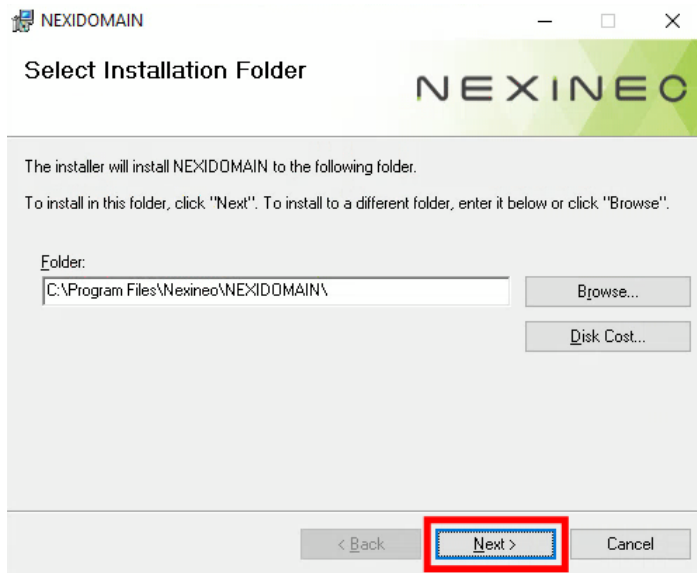 NEXIDOMAIN
Select Installation Folder
NEXINEO
The installer will install NEXIDOMAIN to the following folder.
To install in this folder, click "Next". To install to a different folder, enter it below or click "Browse".
Folder:
C:\Program Files\Nexineo\NEXIDOMAIN\
Browse...
Disk Cost...
< Back
Next >
Cancel